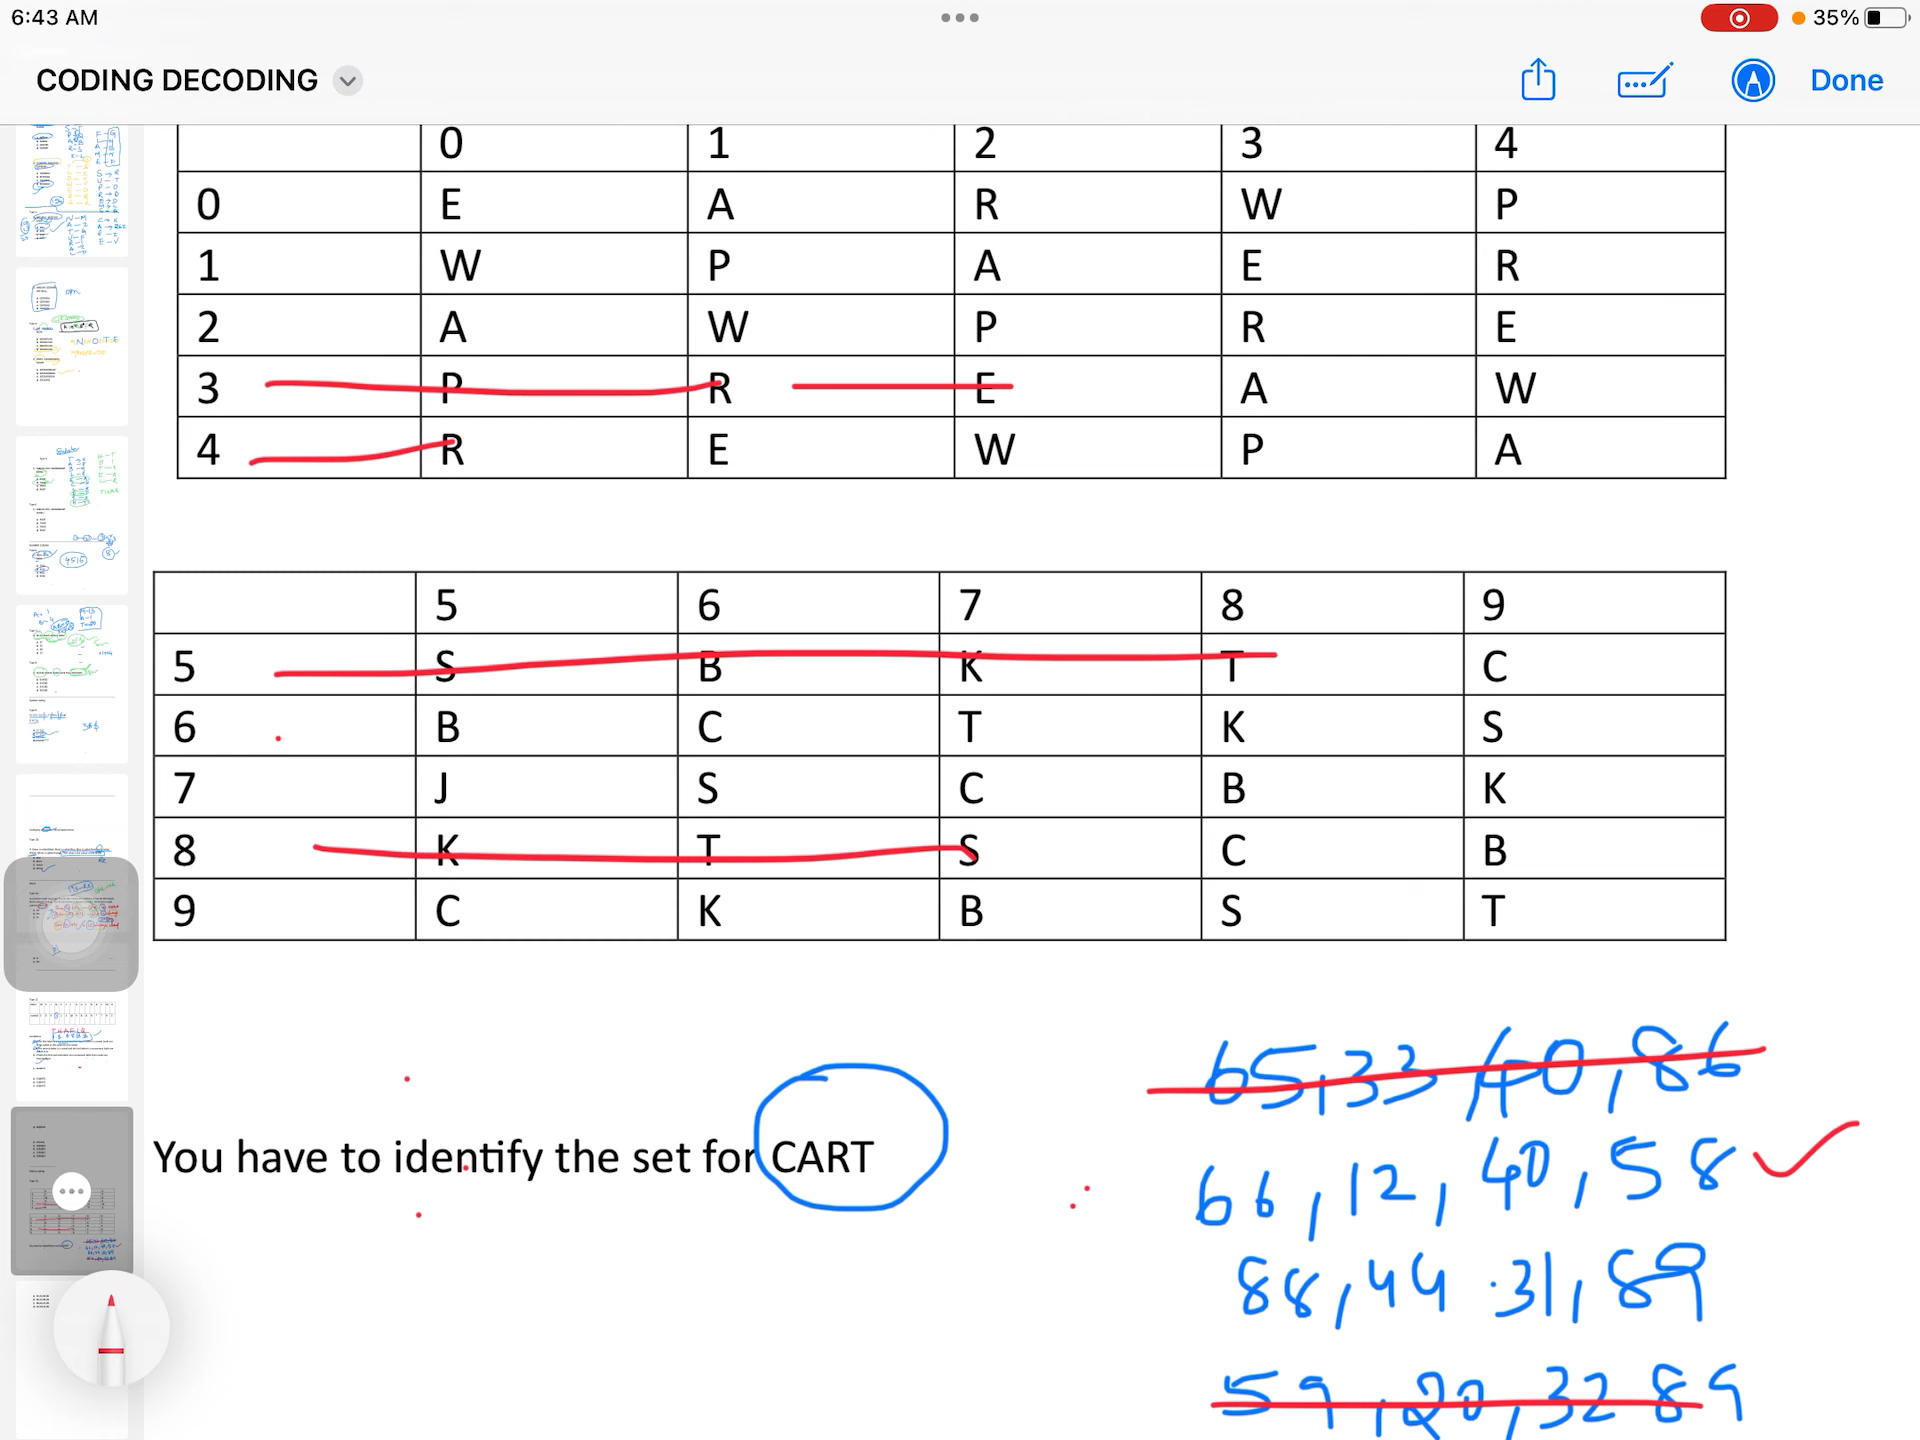 6:43 AM
35%
CODING DECODING
Done
0 1 2 3 4
0 E A R W P
1 W P A E R
2 A W P R E
3 P R E A W
4 R E W P A
5 6 7 8 9
5 S B K T C
6 B C T K S
7 J S C B K
8 K T S C B
9 C K B S T
65,33 40,86
You have to identify the set for CART
66,12,40,58
88,44 .31,89
59,20,32 89